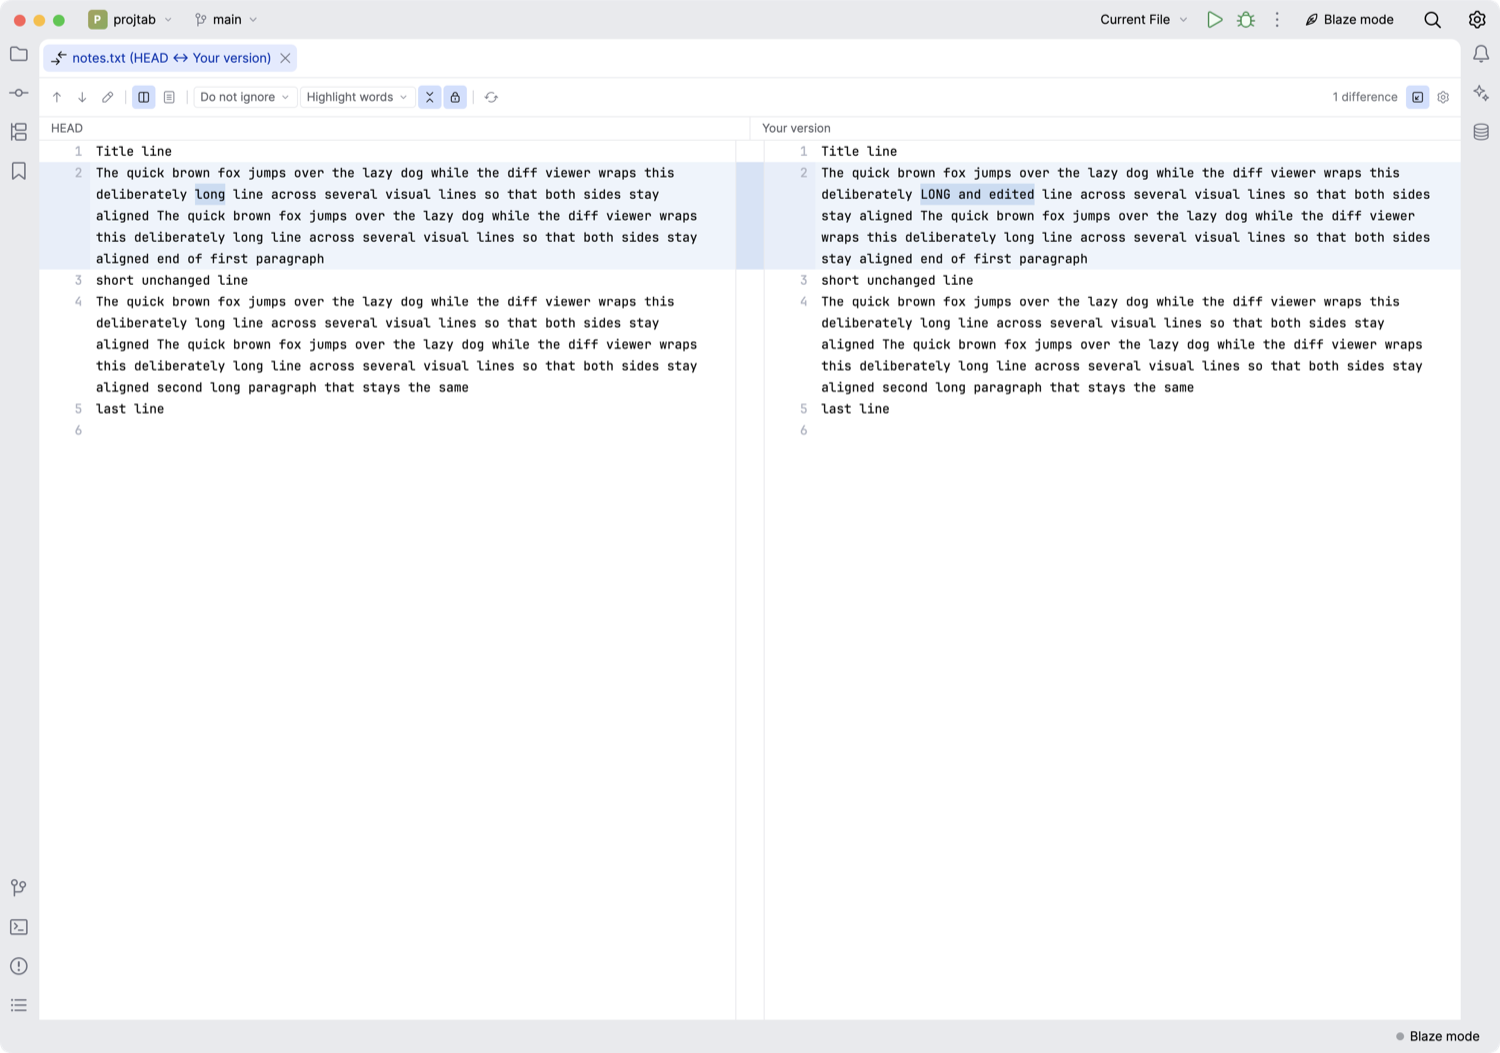 P projtab main Current File Blaze mode
notes.txt (HEAD ↔ Your version)
Do not ignore Highlight words 1 difference
HEAD
1 Title line
2 The quick brown fox jumps over the lazy dog while the diff viewer wraps this
deliberately long line across several visual lines so that both sides stay
aligned The quick brown fox jumps over the lazy dog while the diff viewer wraps
this deliberately long line across several visual lines so that both sides stay
aligned end of first paragraph
3 short unchanged line
4 The quick brown fox jumps over the lazy dog while the diff viewer wraps this
deliberately long line across several visual lines so that both sides stay
aligned The quick brown fox jumps over the lazy dog while the diff viewer wraps
this deliberately long line across several visual lines so that both sides stay
aligned second long paragraph that stays the same
5 last line
6
Your version
1 Title line
2 The quick brown fox jumps over the lazy dog while the diff viewer wraps this
deliberately LONG and edited line across several visual lines so that both sides
stay aligned The quick brown fox jumps over the lazy dog while the diff viewer
wraps this deliberately long line across several visual lines so that both sides
stay aligned end of first paragraph
3 short unchanged line
4 The quick brown fox jumps over the lazy dog while the diff viewer wraps this
deliberately long line across several visual lines so that both sides stay
aligned The quick brown fox jumps over the lazy dog while the diff viewer wraps
this deliberately long line across several visual lines so that both sides stay
aligned second long paragraph that stays the same
5 last line
6
Blaze mode